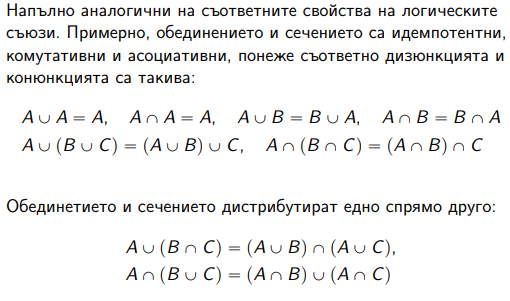 Напълно аналогични на съответните свойства на логическите
съюзи. Примерно, обединението и сечението са идемпотентни,
комутативни и асоциативни, понеже съответно дизюнкцията и
конюнкцията са такива:
A ∪ A = A, A ∩ A = A, A ∪ B = B ∪ A, A ∩ B = B ∩ A
A ∪ (B ∪ C) = (A ∪ B) ∪ C, A ∩ (B ∩ C) = (A ∩ B) ∩ C
Обединетието и сечението дистрибутират едно спрямо друго:
A ∪ (B ∩ C) = (A ∪ B) ∩ (A ∪ C),
A ∩ (B ∪ C) = (A ∩ B) ∪ (A ∩ C)